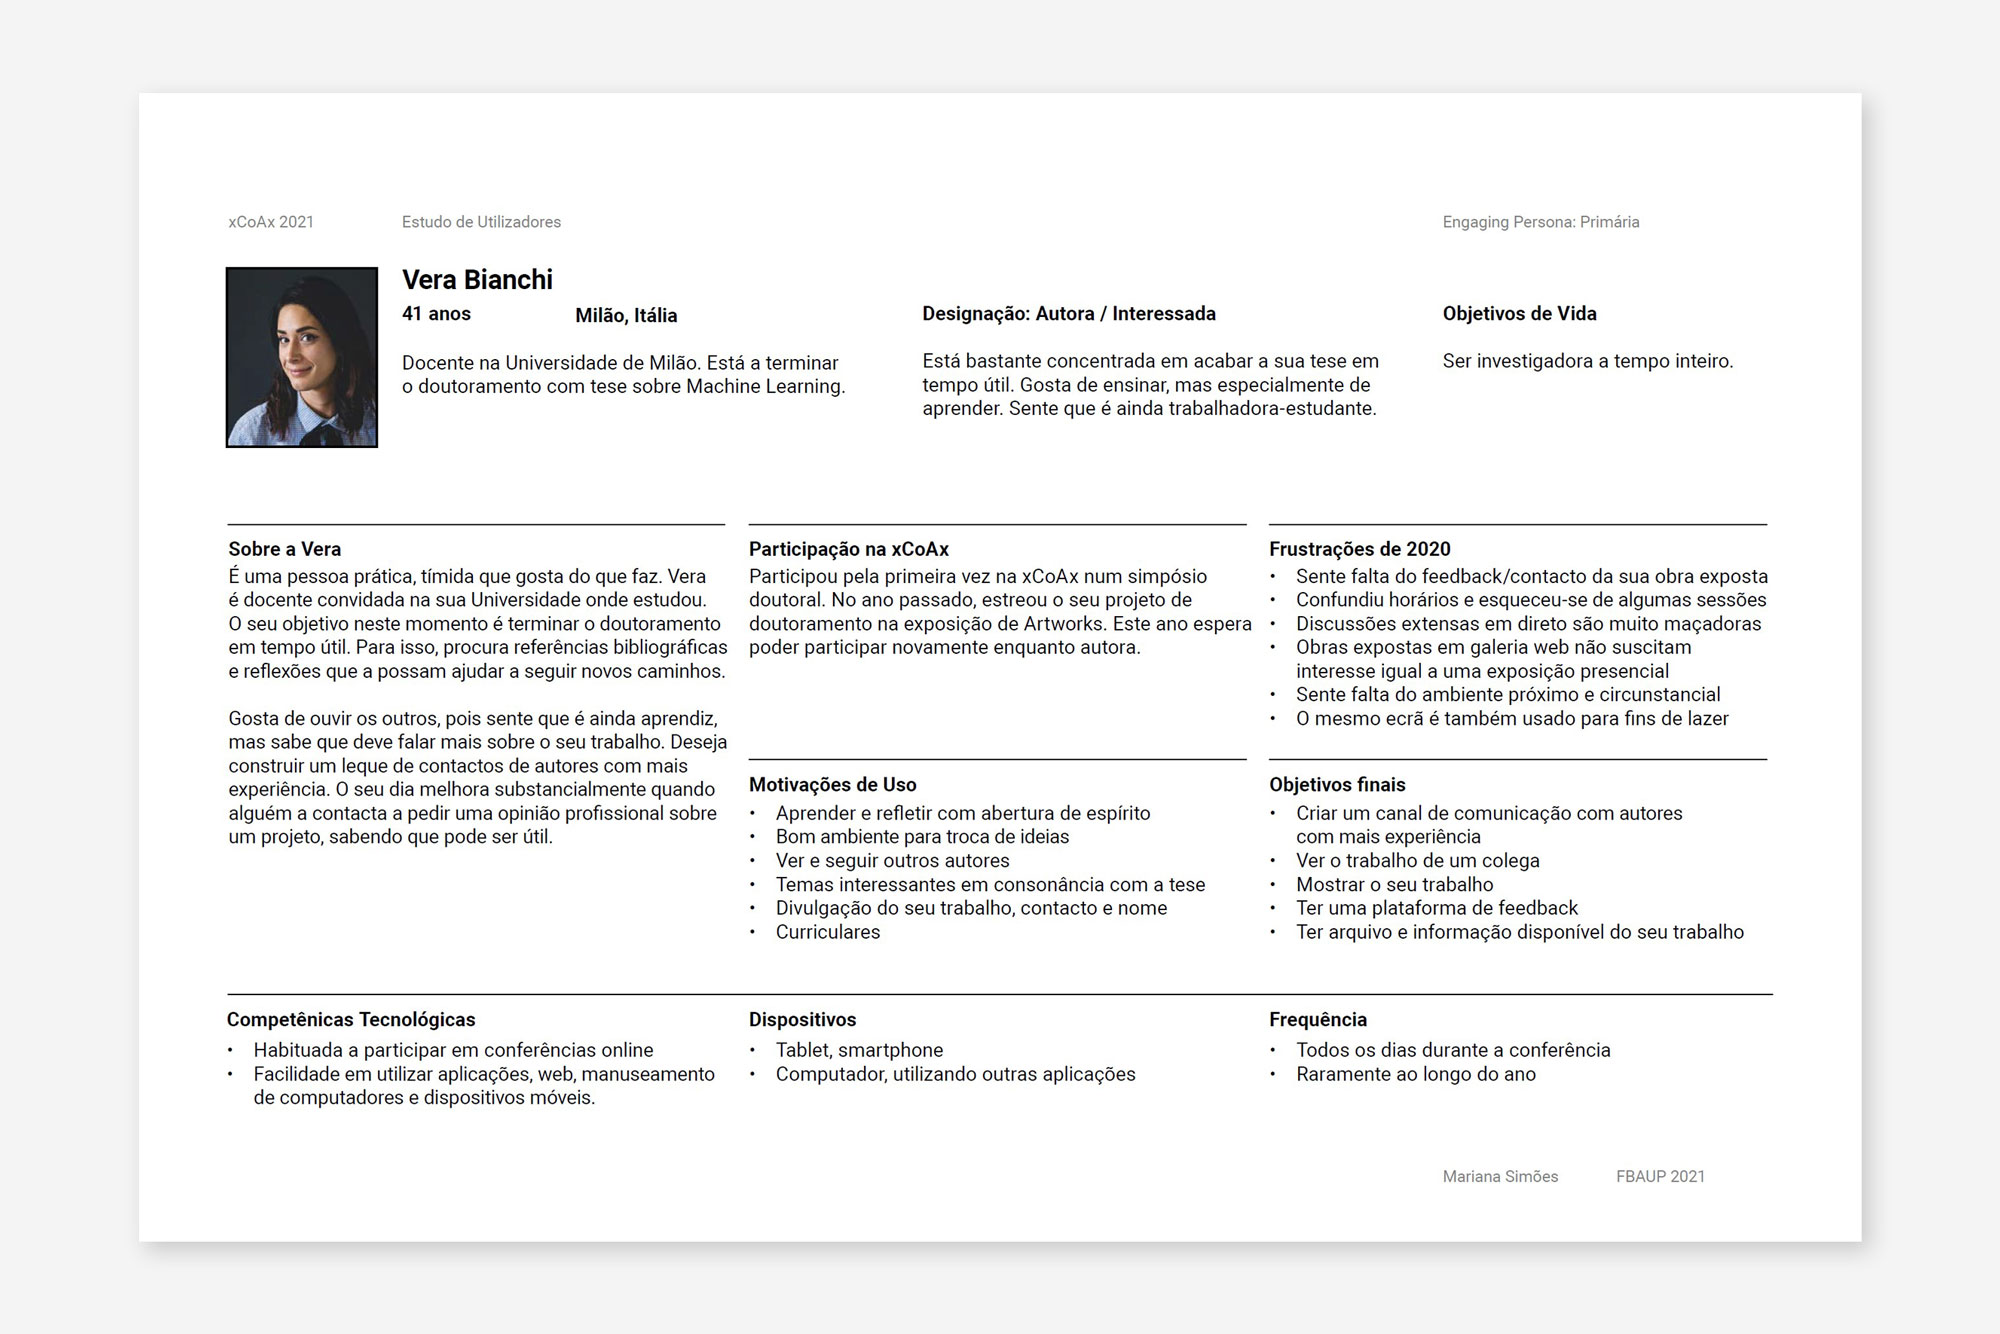 xCoAx 2021
Estudo de Utilizadores
Engaging Persona: Primária
Vera Bianchi
41 anos
Milão, Itália
Docente na Universidade de Milão. Está a terminar
o doutoramento com tese sobre Machine Learning.
Designação: Autora / Interessada
Está bastante concentrada em acabar a sua tese em
tempo útil. Gosta de ensinar, mas especialmente de
aprender. Sente que é ainda trabalhadora-estudante.
Objetivos de Vida
Ser investigadora a tempo inteiro.
Sobre a Vera
É uma pessoa prática, tímida que gosta do que faz. Vera
é docente convidada na sua Universidade onde estudou.
O seu objetivo neste momento é terminar o doutoramento
em tempo útil. Para isso, procura referências bibliográficas
e reflexões que a possam ajudar a seguir novos caminhos.
Gosta de ouvir os outros, pois sente que é ainda aprendiz,
mas sabe que deve falar mais sobre o seu trabalho. Deseja
construir um leque de contactos de autores com mais
experiência. O seu dia melhora substancialmente quando
alguém a contacta a pedir uma opinião profissional sobre
um projeto, sabendo que pode ser útil.
Participação na xCoAx
Participou pela primeira vez na xCoAx num simpósio
doutoral. No ano passado, estreou o seu projeto de
doutoramento na exposição de Artworks. Este ano espera
poder participar novamente enquanto autora.
Frustrações de 2020
• Sente falta do feedback/contacto da sua obra exposta
• Confundiu horários e esqueceu-se de algumas sessões
• Discussões extensas em direto são muito maçadoras
• Obras expostas em galeria web não suscitam
interesse igual a uma exposição presencial
• Sente falta do ambiente próximo e circunstancial
• O mesmo ecrã é também usado para fins de lazer
Motivações de Uso
• Aprender e refletir com abertura de espírito
• Bom ambiente para troca de ideias
• Ver e seguir outros autores
• Temas interessantes em consonância com a tese
• Divulgação do seu trabalho, contacto e nome
• Curriculares
Objetivos finais
• Criar um canal de comunicação com autores
com mais experiência
• Ver o trabalho de um colega
• Mostrar o seu trabalho
• Ter uma plataforma de feedback
• Ter arquivo e informação disponível do seu trabalho
Competênicas Tecnológicas
• Habituada a participar em conferências online
• Facilidade em utilizar aplicações, web, manuseamento
de computadores e dispositivos móveis.
Dispositivos
• Tablet, smartphone
• Computador, utilizando outras aplicações
Frequência
• Todos os dias durante a conferência
• Raramente ao longo do ano
Mariana Simões
FBAUP 2021